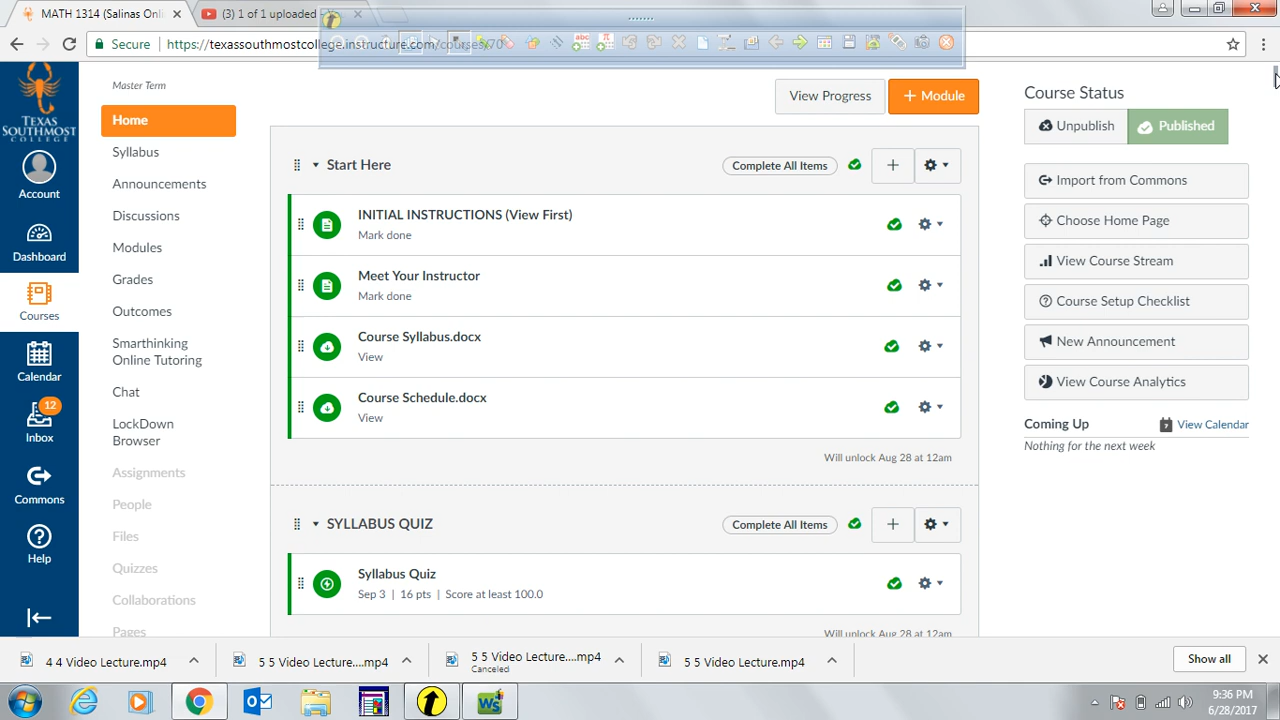 MATH 1314 (Salinas Onlin
(3) 1 of 1 uploaded
Secure
https://texassouthmostcollege.instructure.com/courses/70
TEXAS
SOUTHMOST
COLLEGE
Account
Dashboard
Courses
Calendar
12
Inbox
Commons
Help
Master Term
Home
Syllabus
Announcements
Discussions
Modules
Grades
Outcomes
Smarthinking
Online Tutoring
Chat
LockDown
Browser
Assignments
People
Files
Quizzes
Collaborations
Pages
View Progress
+ Module
Start Here
Complete All Items
INITIAL INSTRUCTIONS (View First)
Mark done
Meet Your Instructor
Mark done
Course Syllabus.docx
View
Course Schedule.docx
View
Will unlock Aug 28 at 12am
SYLLABUS QUIZ
Complete All Items
Syllabus Quiz
Sep 3 | 16 pts | Score at least 100.0
Will unlock Aug 28 at 12am
Course Status
Unpublish
Published
Import from Commons
Choose Home Page
View Course Stream
Course Setup Checklist
New Announcement
View Course Analytics
Coming Up
View Calendar
Nothing for the next week
4 4 Video Lecture.mp4
5 5 Video Lecture....mp4
5 5 Video Lecture....mp4
Canceled
5 5 Video Lecture.mp4
Show all
9:36 PM
6/28/2017